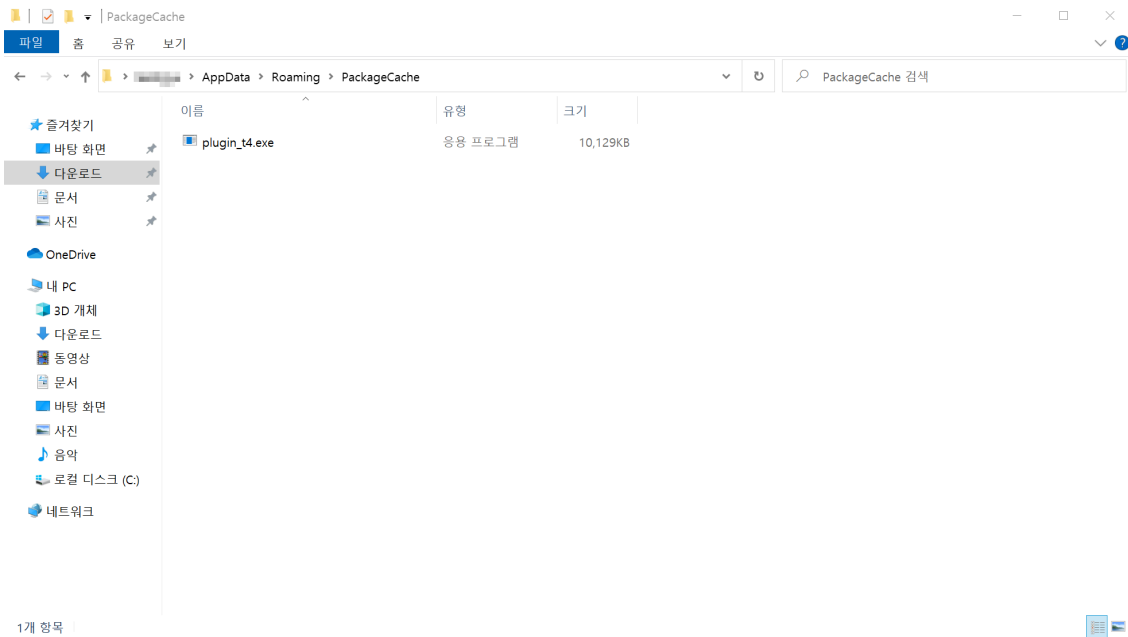 PackageCache
파일 홈 공유 보기
?
AppData Roaming PackageCache
PackageCache 검색
이름 유형 크기
plugin_t4.exe 응용 프로그램 10,129KB
즐겨찾기
바탕 화면
다운로드
문서
사진
OneDrive
내 PC
3D 개체
다운로드
동영상
문서
바탕 화면
사진
음악
로컬 디스크 (C:)
네트워크
1개 항목